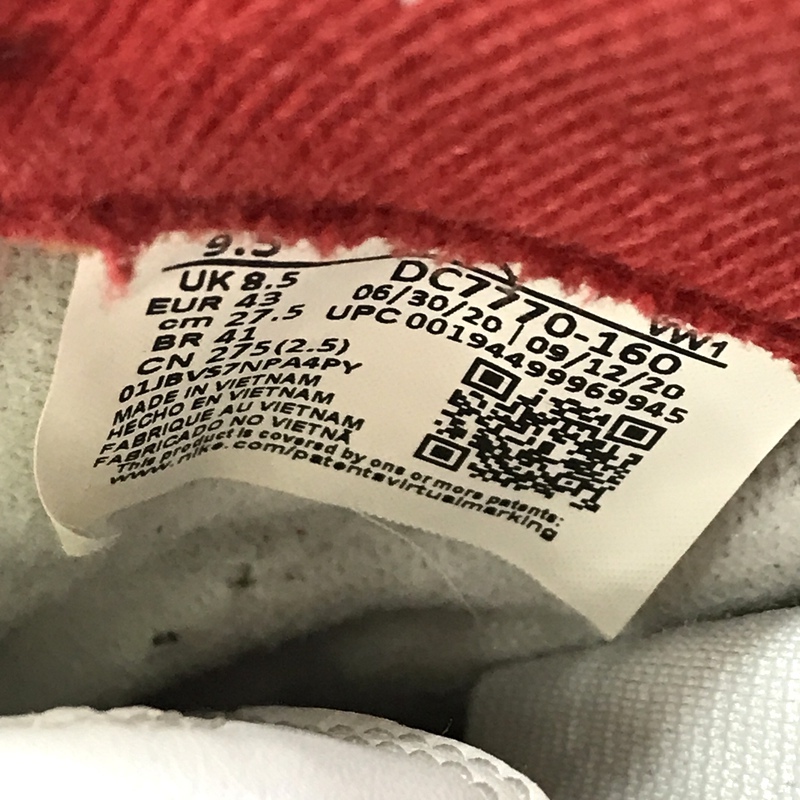 9.5
UK 8.5
EUR 43
cm 27.5
BR 41
CN 275(2.5)
01JBVS7NPA4PY
MADE IN VIETNAM
HECHO EN VIETNAM
FABRIQUE AU VIETNAM
FABRICADO NO VIETNÃ
This product is covered by one or more patents:
www.nike.com/patentsvirtualmarking
VW1
DC7770-160
06/30/20 | 09/12/20
UPC 00194499969945